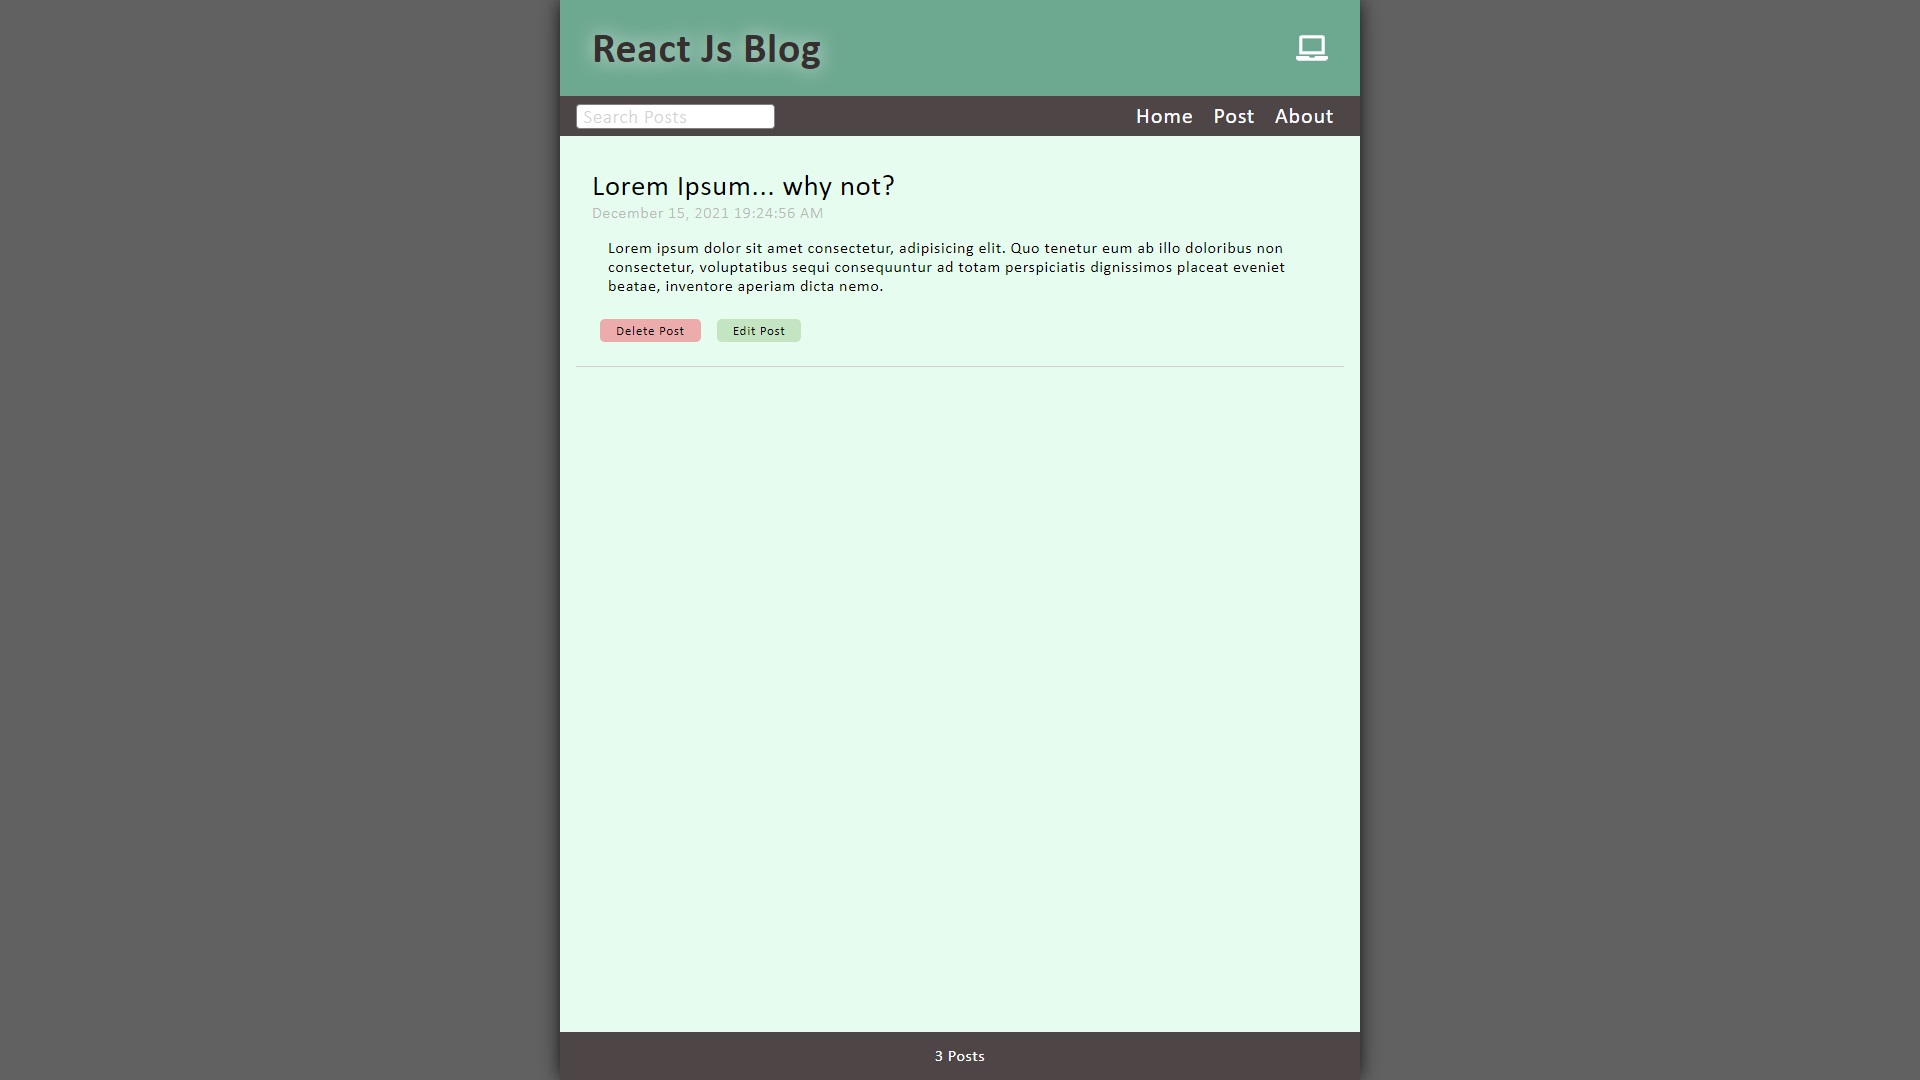 React Js Blog
Search Posts
Home Post About
Lorem Ipsum... why not?
December 15, 2021 19:24:56 AM
Lorem ipsum dolor sit amet consectetur, adipisicing elit. Quo tenetur eum ab illo doloribus non
consectetur, voluptatibus sequi consequuntur ad totam perspiciatis dignissimos placeat eveniet
beatae, inventore aperiam dicta nemo.
Delete Post Edit Post
3 Posts